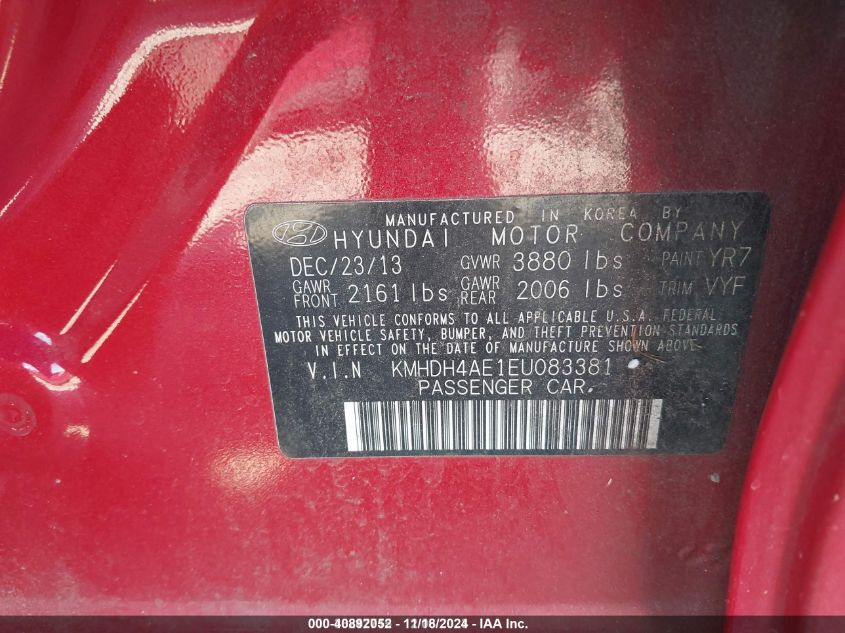 MANUFACTURED IN KOREA BY
HYUNDAI MOTOR COMPANY
DEC/23/13 GVWR 3880 lbs PAINT YR7
GAWR FRONT 2161 lbs GAWR REAR 2006 lbs TRIM VYF
THIS VEHICLE CONFORMS TO ALL APPLICABLE U.S.A. FEDERAL
MOTOR VEHICLE SAFETY, BUMPER, AND THEFT PREVENTION STANDARDS
IN EFFECT ON THE DATE OF MANUFACTURE SHOWN ABOVE.
V.I.N KMHDH4AE1EU083381
PASSENGER CAR
000-40892052 - 11/18/2024 - IAA Inc.